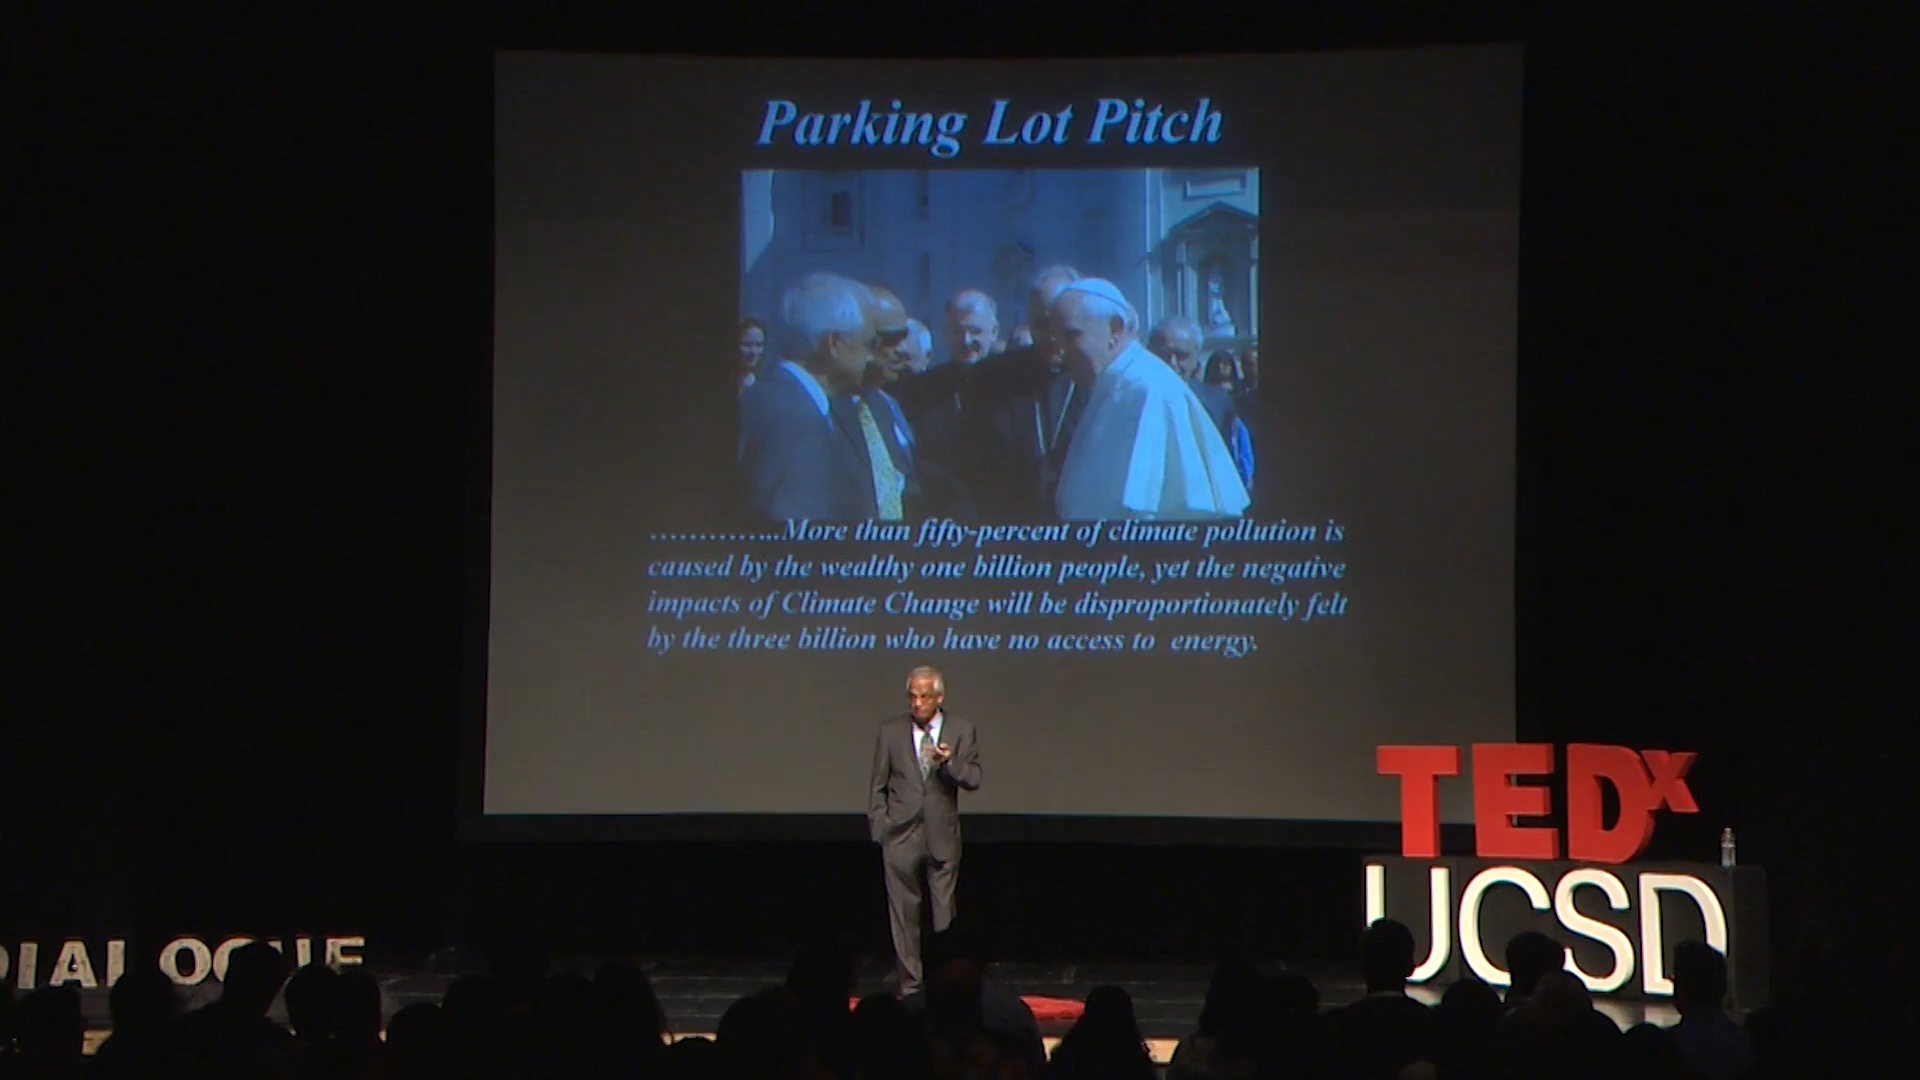 Parking Lot Pitch
…………...More than fifty-percent of climate pollution is
caused by the wealthy one billion people, yet the negative
impacts of Climate Change will be disproportionately felt
by the three billion who have no access to energy.
TEDx
UCSD
DIALOGUE